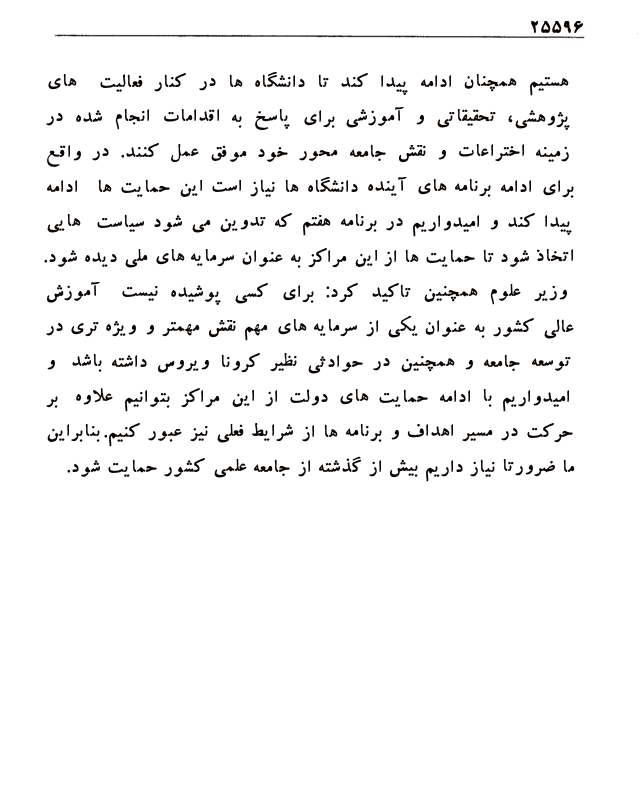 ۲۵۵۹۶
هستیم همچنان ادامه پیدا کند تا دانشگاه ها در کنار فعالیت های
پژوهشی، تحقیقاتی و آموزشی برای پاسخ به اقدامات انجام شده در
زمینه اختراعات و نقش جامعه محور خود موفق عمل کنند. در واقع
برای ادامه برنامه های آینده دانشگاه ها نیاز است این حمایت ها ادامه
پیدا کند و امیدواریم در برنامه هفتم که تدوین می شود سیاست هایی
اتخاذ شود تا حمایت ها از این مراکز به عنوان سرمایه های ملی دیده شود.
وزیر علوم همچنین تاکید کرد: برای کسی پوشیده نیست آموزش
عالی کشور به عنوان یکی از سرمایه های مهم نقش مهمتر و ویژه تری در
توسعه جامعه و همچنین در حوادثی نظیر کرونا ویروس داشته باشد و
امیدواریم با ادامه حمایت های دولت از این مراکز بتوانیم علاوه بر
حرکت در مسیر اهداف و برنامه ها از شرایط فعلی نیز عبور کنیم.بنابراین
ما ضرورتا نیاز داریم بیش از گذشته از جامعه علمی کشور حمایت شود.